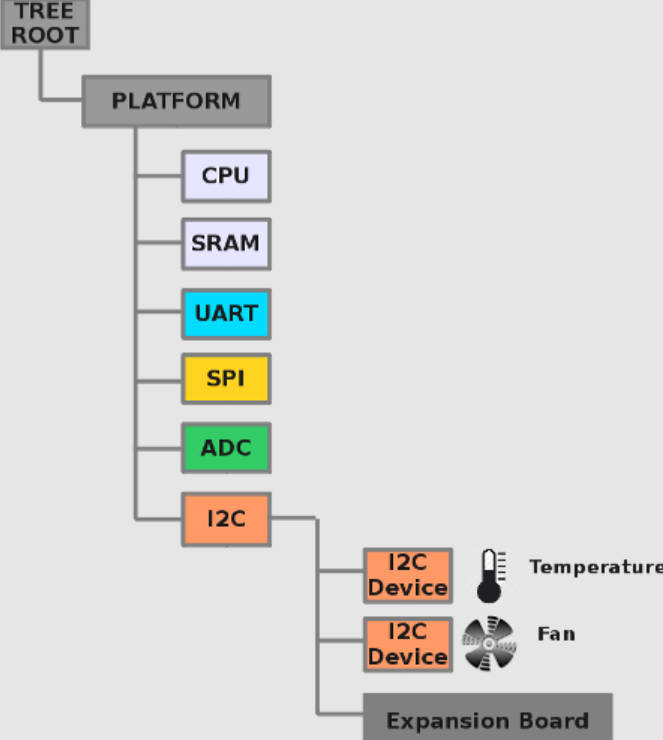 TREE
ROOT
PLATFORM
CPU
SRAM
UART
SPI
ADC
I2C
I2C
Device
Temperature
I2C
Device
Fan
Expansion Board